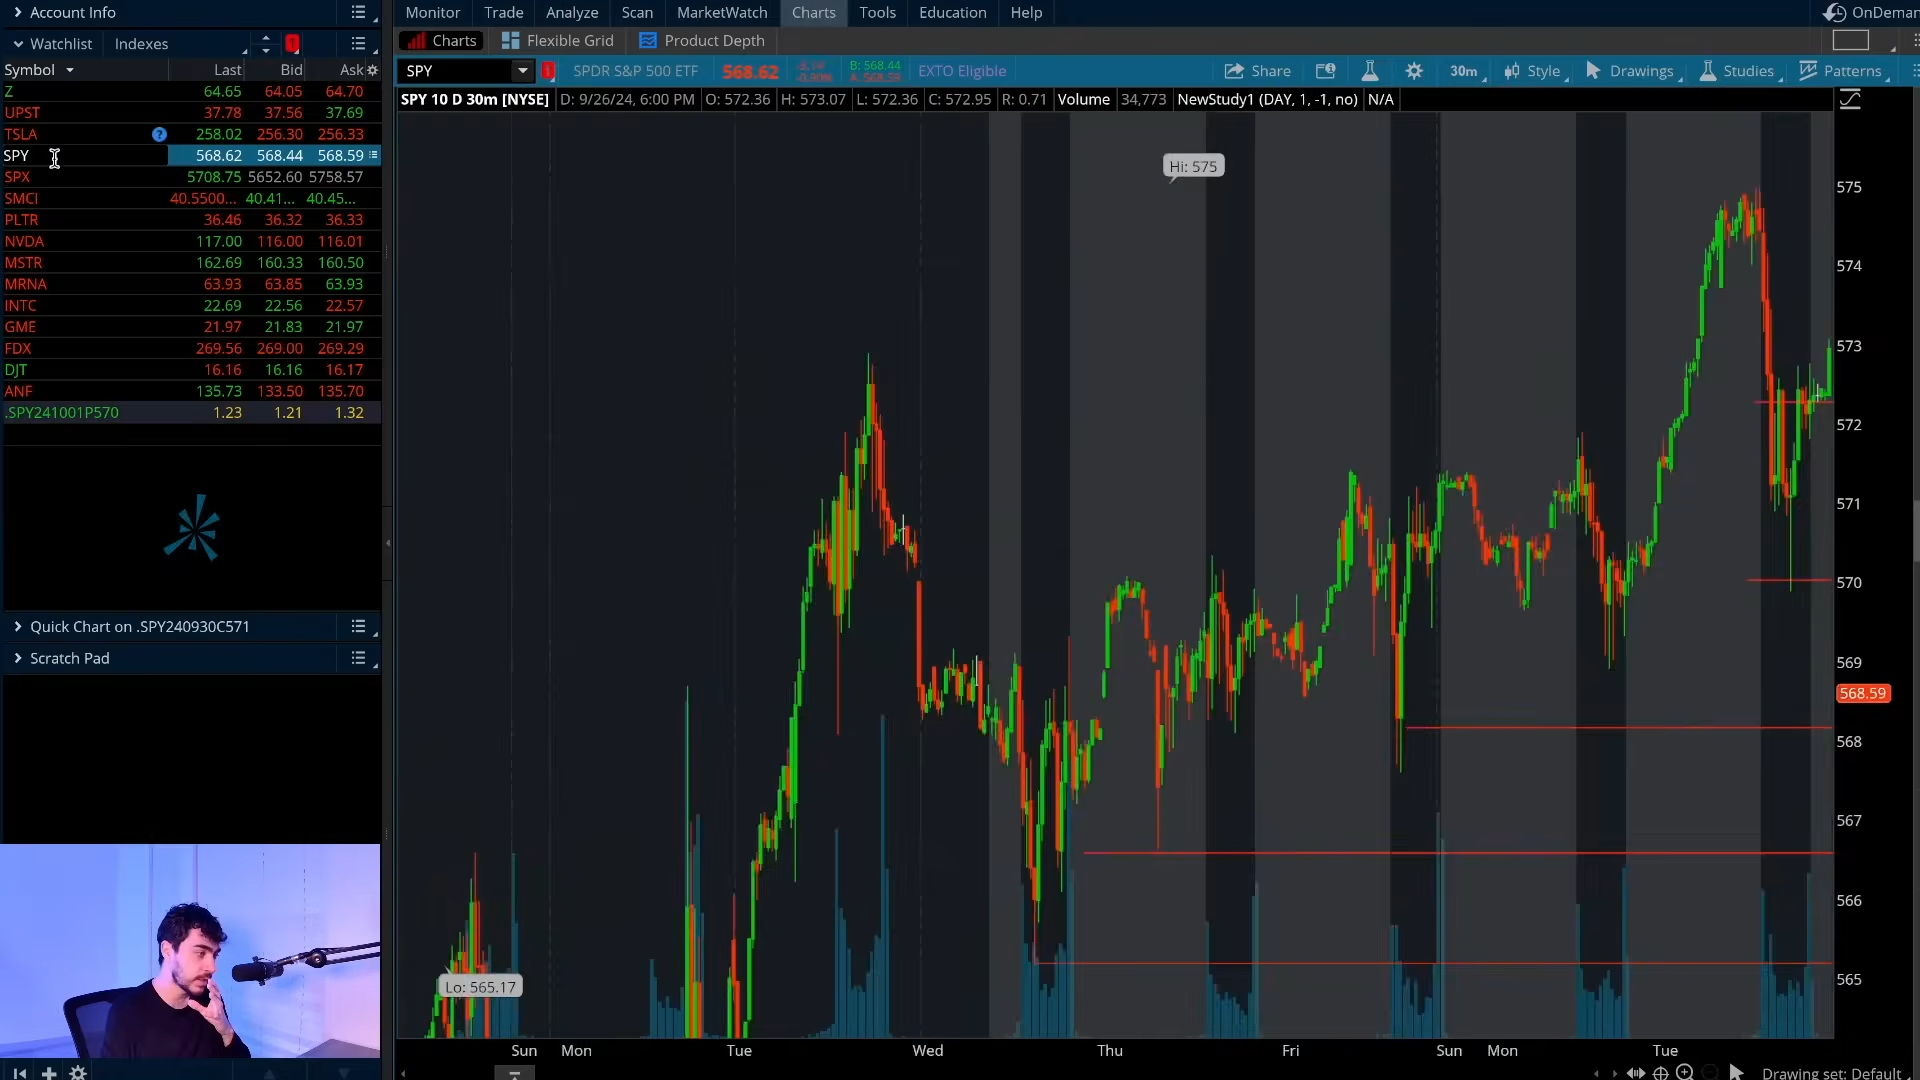 Account Info
Monitor Trade Analyze Scan MarketWatch Charts Tools Education Help
Watchlist Indexes 1
Charts Flexible Grid Product Depth
Symbol Last Bid Ask
SPY 1 SPDR S&P 500 ETF 568.62 B: 568.44 EXTO Eligible
Share 30m Style Drawings Studies Patterns
SPY 10 D 30m [NYSE] D: 9/26/24, 6:00 PM O: 572.36 H: 573.07 L: 572.36 C: 572.95 R: 0.71 Volume 34,773 NewStudy1 (DAY, 1, -1, no) N/A
Z 64.65 64.05 64.70
UPST 37.78 37.56 37.69
TSLA ? 258.02 256.30 256.33
SPY 568.62 568.44 568.59
SPX 5708.75 5652.60 5758.57
SMCI 40.5500... 40.41... 40.45...
PLTR 36.46 36.32 36.33
NVDA 117.00 116.00 116.01
MSTR 162.69 160.33 160.50
MRNA 63.93 63.85 63.93
INTC 22.69 22.56 22.57
GME 21.97 21.83 21.97
FDX 269.56 269.00 269.29
DJT 16.16 16.16 16.17
ANF 135.73 133.50 135.70
.SPY241001P570 1.23 1.21 1.32
Quick Chart on .SPY240930C571
Scratch Pad
Hi: 575
Lo: 565.17
575
574
573
572
571
570
569
568.59
568
567
566
565
Sun Mon Tue Wed Thu Fri Sun Mon Tue
Drawing set: Default